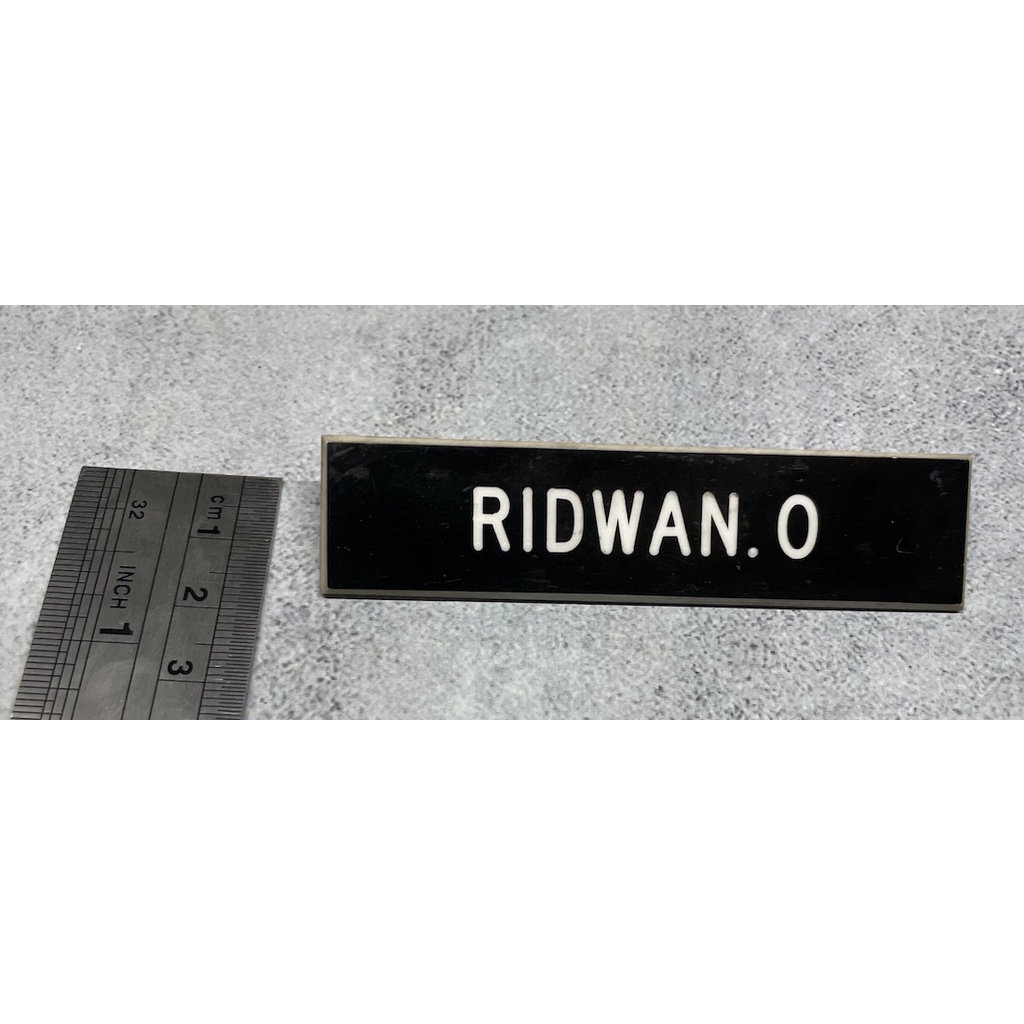 RIDWAN. O
cm 1 2 3
32 INCH 1